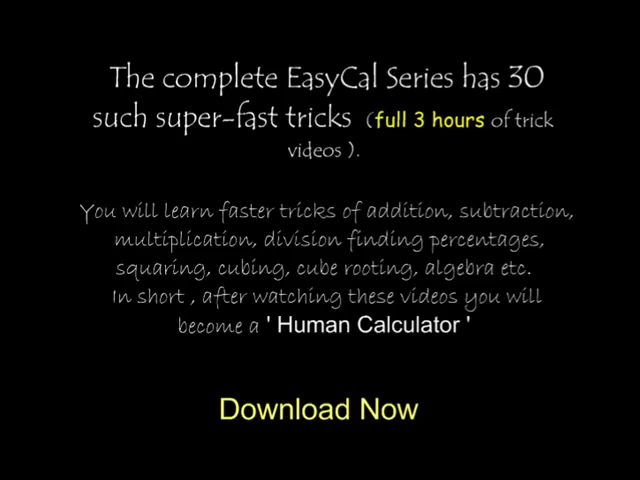 The complete EasyCal Series has 30
such super-fast tricks (full 3 hours of trick
videos ).
You will learn faster tricks of addition, subtraction,
multiplication, division finding percentages,
squaring, cubing, cube rooting, algebra etc.
In short , after watching these videos you will
become a ' Human Calculator '
Download Now